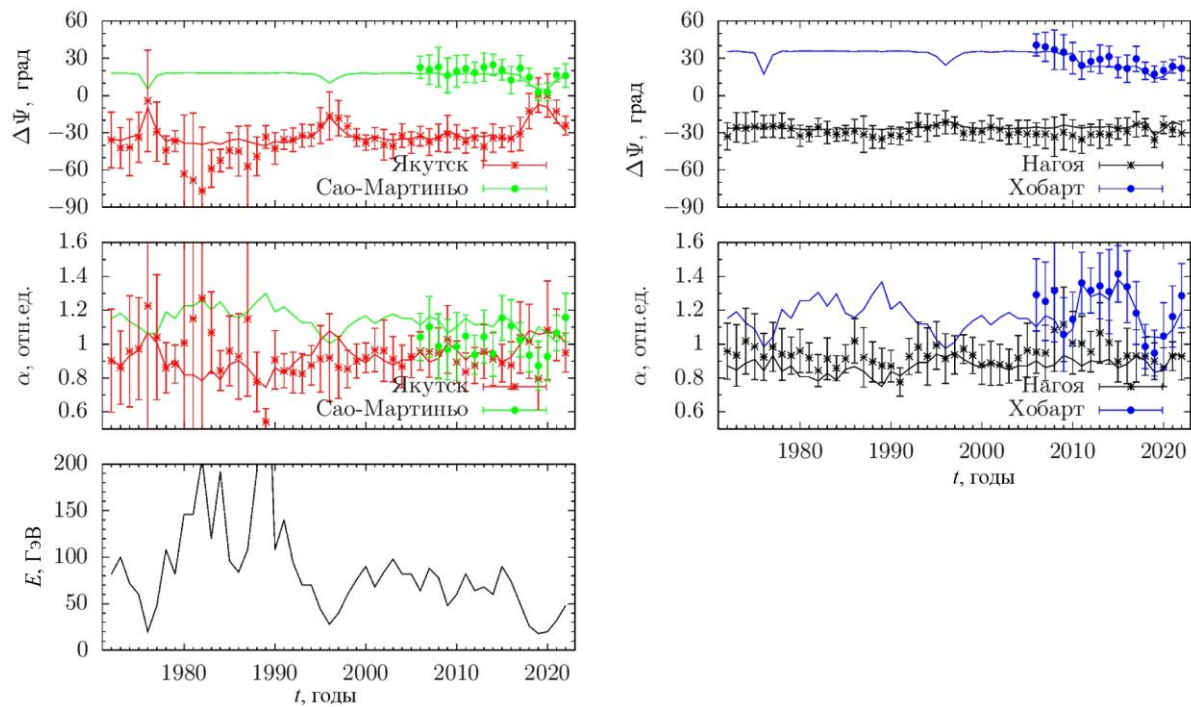 60
30
0
−30
−60
−90
ΔΨ, град
Якутск
Сао-Мартиньо
60
30
0
−30
−60
−90
ΔΨ, град
Нагоя
Хобарт
1.6
1.4
1.2
1
0.8
0.6
α, отн.ед.
Якутск
Сао-Мартиньо
1.6
1.4
1.2
1
0.8
0.6
α, отн.ед.
Нагоя
Хобарт
1980 1990 2000 2010 2020
t, годы
200
150
100
50
0
E, ГэВ
1980 1990 2000 2010 2020
t, годы